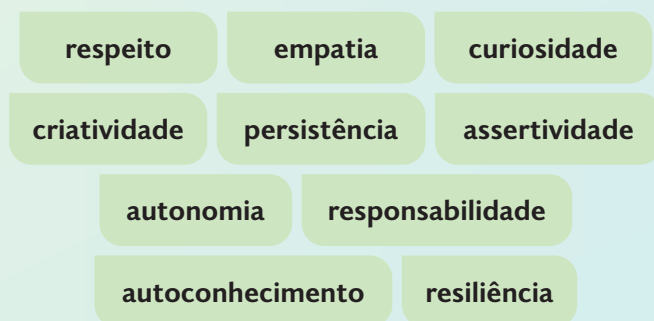 respeito empatia curiosidade
criatividade persistência assertividade
autonomia responsabilidade
autoconhecimento resiliência